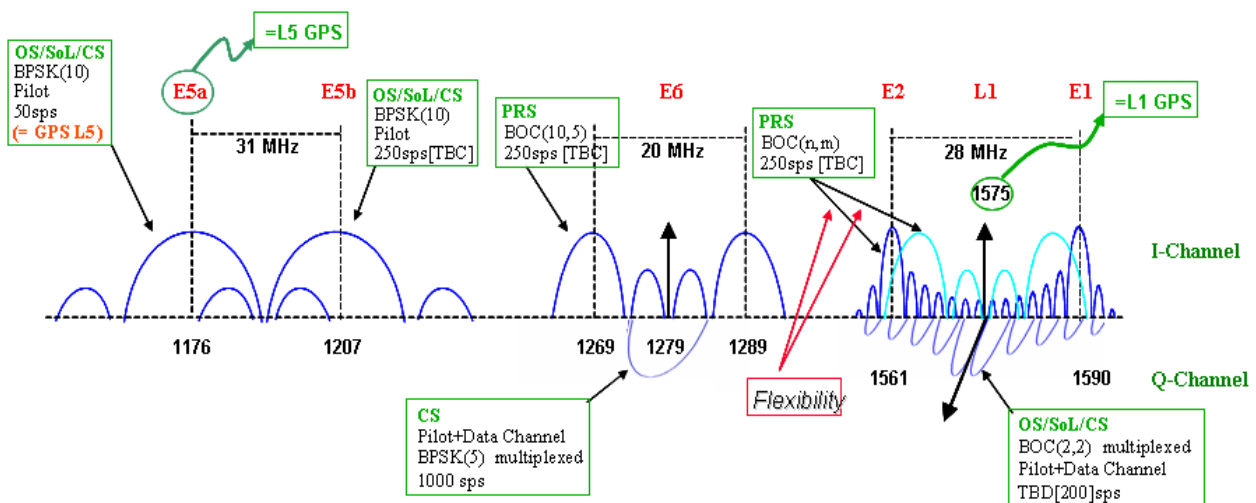 =L5 GPS
OS/SoL/CS
BPSK(10)
Pilot
50sps
(= GPS L5)
E5a
E5b
31 MHz
OS/SoL/CS
BPSK(10)
Pilot
250sps[TBC]
PRS
BOC(10,5)
250sps [TBC]
E6
20 MHz
PRS
BOC(n,m)
250sps [TBC]
E2
L1
E1
28 MHz
=L1 GPS
1575
I-Channel
1176
1207
1269
1279
1289
1561
1590
Q-Channel
Flexibility
CS
Pilot+Data Channel
BPSK(5) multiplexed
1000 sps
OS/SoL/CS
BOC(2,2) multiplexed
Pilot+Data Channel
TBD[200]sps